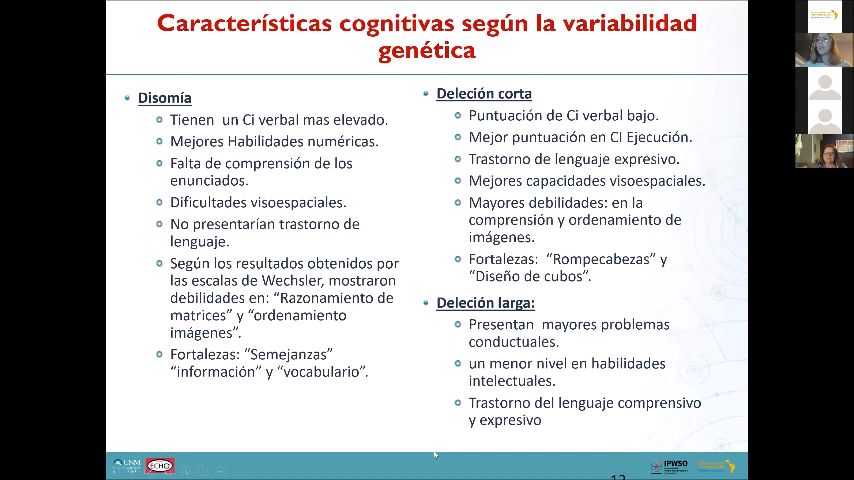 Características cognitivas según la variabilidad
genética
Disomía
Tienen un Ci verbal mas elevado.
Mejores Habilidades numéricas.
Falta de comprensión de los
enunciados.
Dificultades visoespaciales.
No presentarían trastorno de
lenguaje.
Según los resultados obtenidos por
las escalas de Wechsler, mostraron
debilidades en: “Razonamiento de
matrices” y “ordenamiento
imágenes”.
Fortalezas: “Semejanzas”
“información” y “vocabulario”.
Deleción corta
Puntuación de Ci verbal bajo.
Mejor puntuación en CI Ejecución.
Trastorno de lenguaje expresivo.
Mejores capacidades visoespaciales.
Mayores debilidades: en la
comprensión y ordenamiento de
imágenes.
Fortalezas: “Rompecabezas” y
“Diseño de cubos”.
Deleción larga:
Presentan mayores problemas
conductuales.
un menor nivel en habilidades
intelectuales.
Trastorno del lenguaje comprensivo
y expresivo
UNM
ECHO
IPWSO